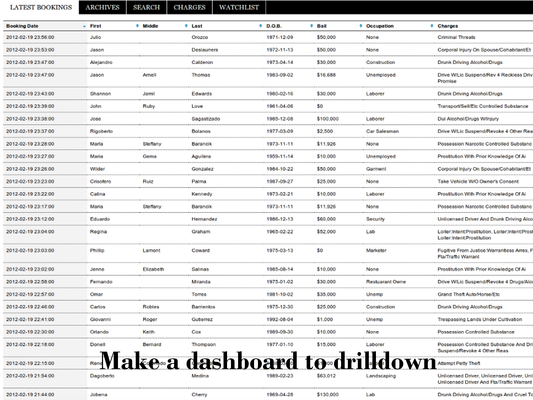 LATEST BOOKINGS ARCHIVES SEARCH CHARGES WATCHLIST
Booking Date First Middle Last D.O.B. Bail Occupation Charges
2012-02-19 23:56:00 Julio Orozco 1971-12-09 $50,000 None Criminal Threats
2012-02-19 23:53:00 Jason Deslauners 1972-11-13 $50,000 None Corporal Injury On Spouse/Cohabitant/Et
2012-02-19 23:47:00 Alejandro Calderon 1973-04-14 $30,000 Construction Drunk Driving Alcohol/Drugs
2012-02-19 23:47:00 Jason Ameil Thomas 1983-09-02 $16,688 Unemployed Drive W/Lic Suspend/Rev 4 Reckless Driv
Promise
2012-02-19 23:43:00 Shannon Jamil Edwards 1980-02-16 $30,000 Laborer Drunk Driving Alcohol/Drugs
2012-02-19 23:39:00 John Ruby Love 1961-04-06 $0 Transport/Sell/Etc Controlled Substance
2012-02-19 23:38:00 Jose Sagastizado 1985-12-08 $100,000 Laborer Dui Alcohol/Drugs W/Injury
2012-02-19 23:37:00 Rigoberto Bolanos 1977-03-09 $2,500 Car Salesman Drive W/Lic Suspend/Revoke 4 Other Rea
2012-02-19 23:28:00 Maria Steffany Barbeira 1973-11-11 $11,926 None Possession Narcotic Controlled Substanc
2012-02-19 23:27:00 Maria Gema Aguilera 1959-11-14 $10,000 Unemployed Prostitution With Prior Knowledge Of Ai
2012-02-19 23:26:00 Wilder Gonzalez 1984-10-22 $50,000 Garment Corporal Injury On Spouse/Cohabitant/Et
2012-02-19 23:23:00 Crisoforo Ruiz Palma 1987-09-27 $25,000 None Take Vehicle W/O Owner's Consent
2012-02-19 23:22:00 Catina Kennedy 1975-02-21 $10,000 Laborer Prostitution With Prior Knowledge Of Ai
2012-02-19 23:17:00 Maria Steffany Barbeira 1973-11-11 $11,926 None Possession Narcotic Controlled Substanc
2012-02-19 23:12:00 Eduardo Hernandez 1986-12-13 $60,000 Security Unlicensed Driver And Drunk Driving Alco
2012-02-19 23:04:00 Regina Graham 1965-02-22 $52,000 Lab Loiter:Intent:Prostitution, Loiter:Intent:Prosti
Loiter:Intent:Prostitution
2012-02-19 23:03:00 Phillip Lamont Coward 1975-03-13 $0 Marketer Fugitive From Justice Warrantless Arres,
Fta/Traffic Warrant
2012-02-19 23:02:00 Jenne Elizabeth Salinas 1985-08-14 $10,000 None Prostitution With Prior Knowledge Of Ai
2012-02-19 22:58:00 Fernando Miranda 1975-01-02 $30,000 Restuarant Owne Drive W/Lic Suspend/Revoke 4 Drugs/Alc
2012-02-19 22:57:00 Omar Torres 1981-10-02 $35,000 Unemp Grand Theft Auto/Horse/Etc
2012-02-19 22:46:00 Carlos Robles Barrientos 1975-12-30 $25,000 Construction Drunk Driving Alcohol/Drugs
2012-02-19 22:41:00 Giovanni Roger Gutierrez 1992-08-04 $1,000 Unemp Trespassing Lands Under Cultivation
2012-02-19 22:30:00 Orlando Keith Cox 1989-09-30 $10,000 None Possession Controlled Substance
2012-02-19 22:18:00 Donell Bernard Thompson 1977-01-10 $15,000 Laborer Possession Controlled Substance And Dri
Suspend/Revoke 4 Other Reas
2012-02-19 22:15:00 None Attempt Petty Theft
Make a dashboard to drilldown
2012-02-19 21:54:00 Dagoberto Medina 1989-02-23 $63,012 Landscaping Unlicensed Driver, Unlicensed Driver, Unl
Unlicensed Driver And Fta/Traffic Warrant
2012-02-19 21:44:00 Jobena Cherry 1969-04-28 $130,000 Lab Drunk Driving Alcohol/Drugs And Cruel To